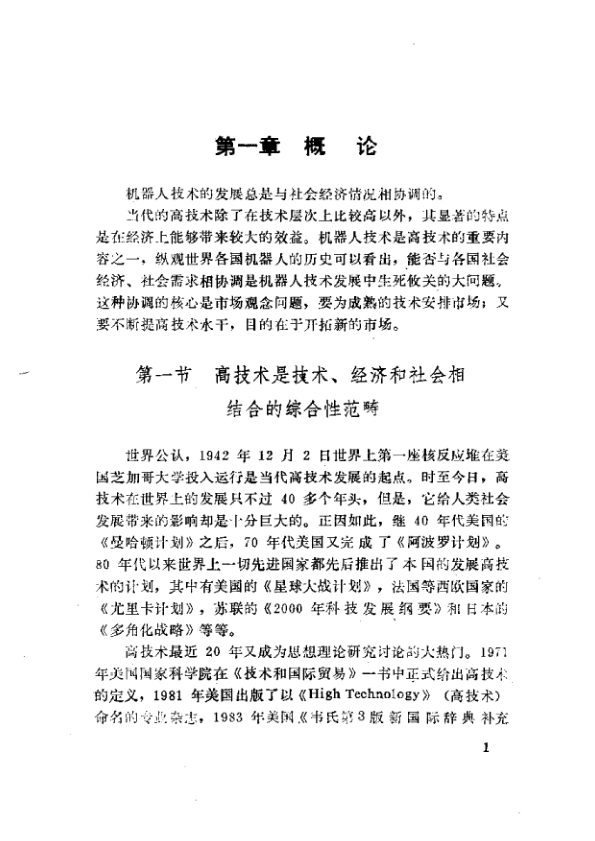 第一章 概 论
机器人技术的发展总是与社会经济情况相协调的。
当代的高技术除了在技术层次上比较高以外，其显著的特点
是在经济上能够带来较大的效益。机器人技术是高技术的重要内
容之一，纵观世界各国机器人的历史可以看出，能否与各国社会
经济、社会需求相协调是机器人技术发展中生死攸关的大问题。
这种协调的核心是市场观念问题，要为成熟的技术安排市场；又
要不断提高技术水平，目的在于开拓新的市场。
第一节 高技术是技术、经济和社会相
结合的综合性范畴
世界公认，1942 年 12 月 2 日世界上第一座核反应堆在美
国芝加哥大学投入运行是当代高技术发展的起点。时至今日，高
技术在世界上的发展只不过 40 多个年头，但是，它给人类社会
发展带来的影响却是十分巨大的。正因如此，继 40 年代美国的
《曼哈顿计划》之后，70 年代美国又完成了《阿波罗计划》。
80 年代以来世界上一切先进国家都先后推出了本国的发展高技
术的计划，其中有美国的《星球大战计划》，法国等西欧国家的
《尤里卡计划》，苏联的《2000 年科技发展纲要》和日本的
《多角化战略》等等。
高技术最近 20 年又成为思想理论研究讨论的大热门。1971
年美国国家科学院在《技术和国际贸易》一书中正式给出高技术
的定义，1981 年美国出版了以《High Technology》（高技术）
命名的专业杂志，1983 年美国《韦氏第3版新国际辞典补充
1